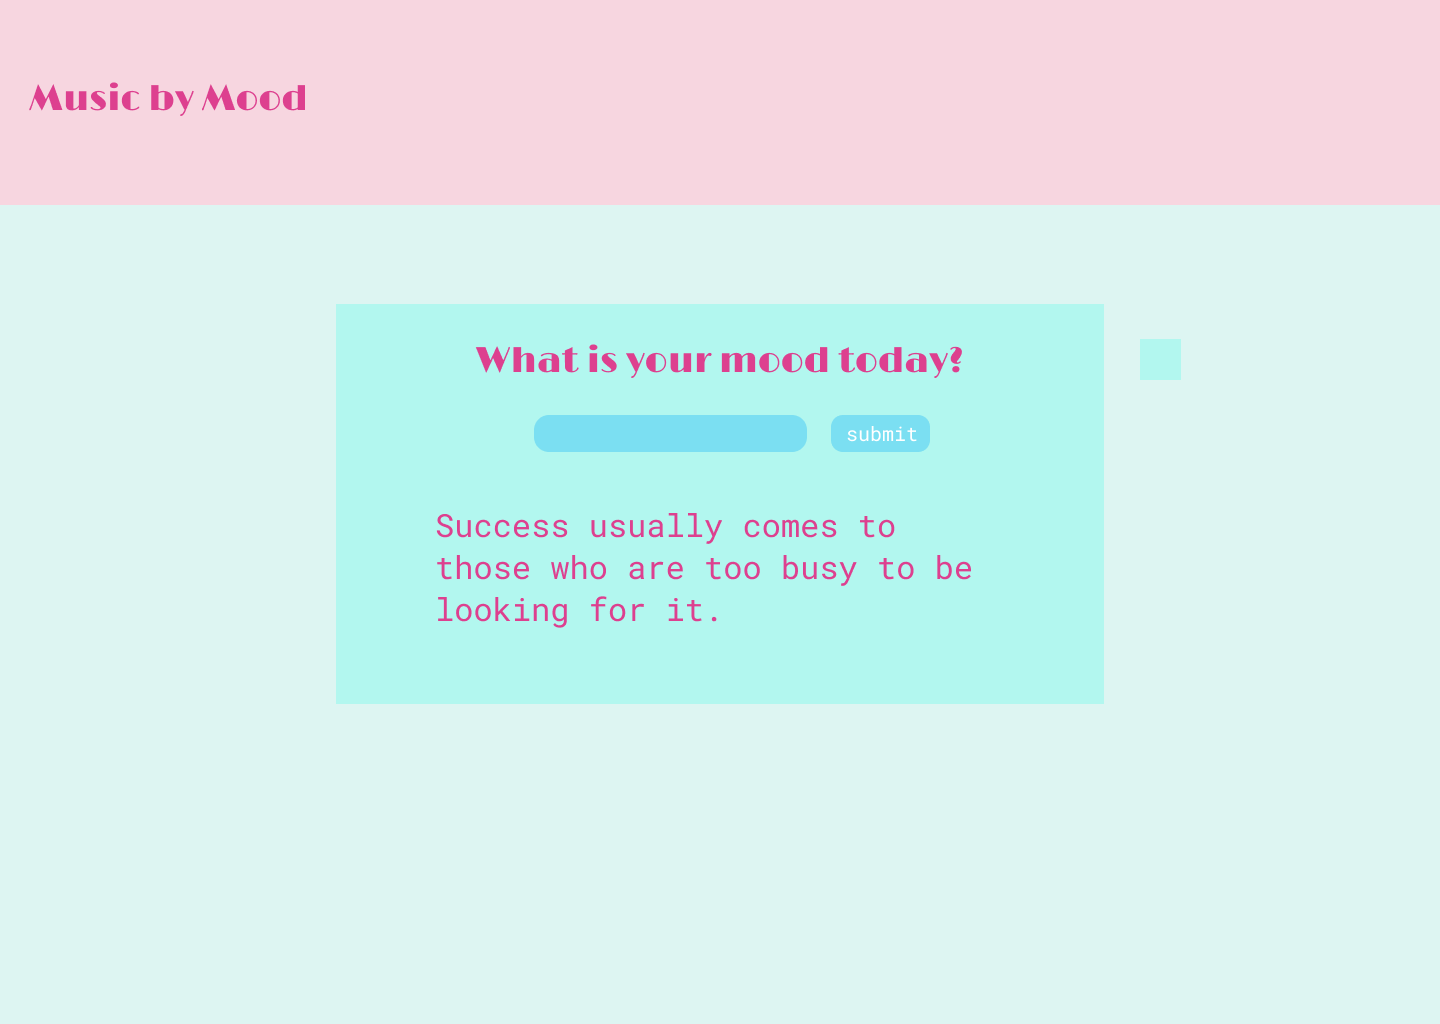 Music by Mood
What is your mood today?
submit
Success usually comes to
those who are too busy to be
looking for it.